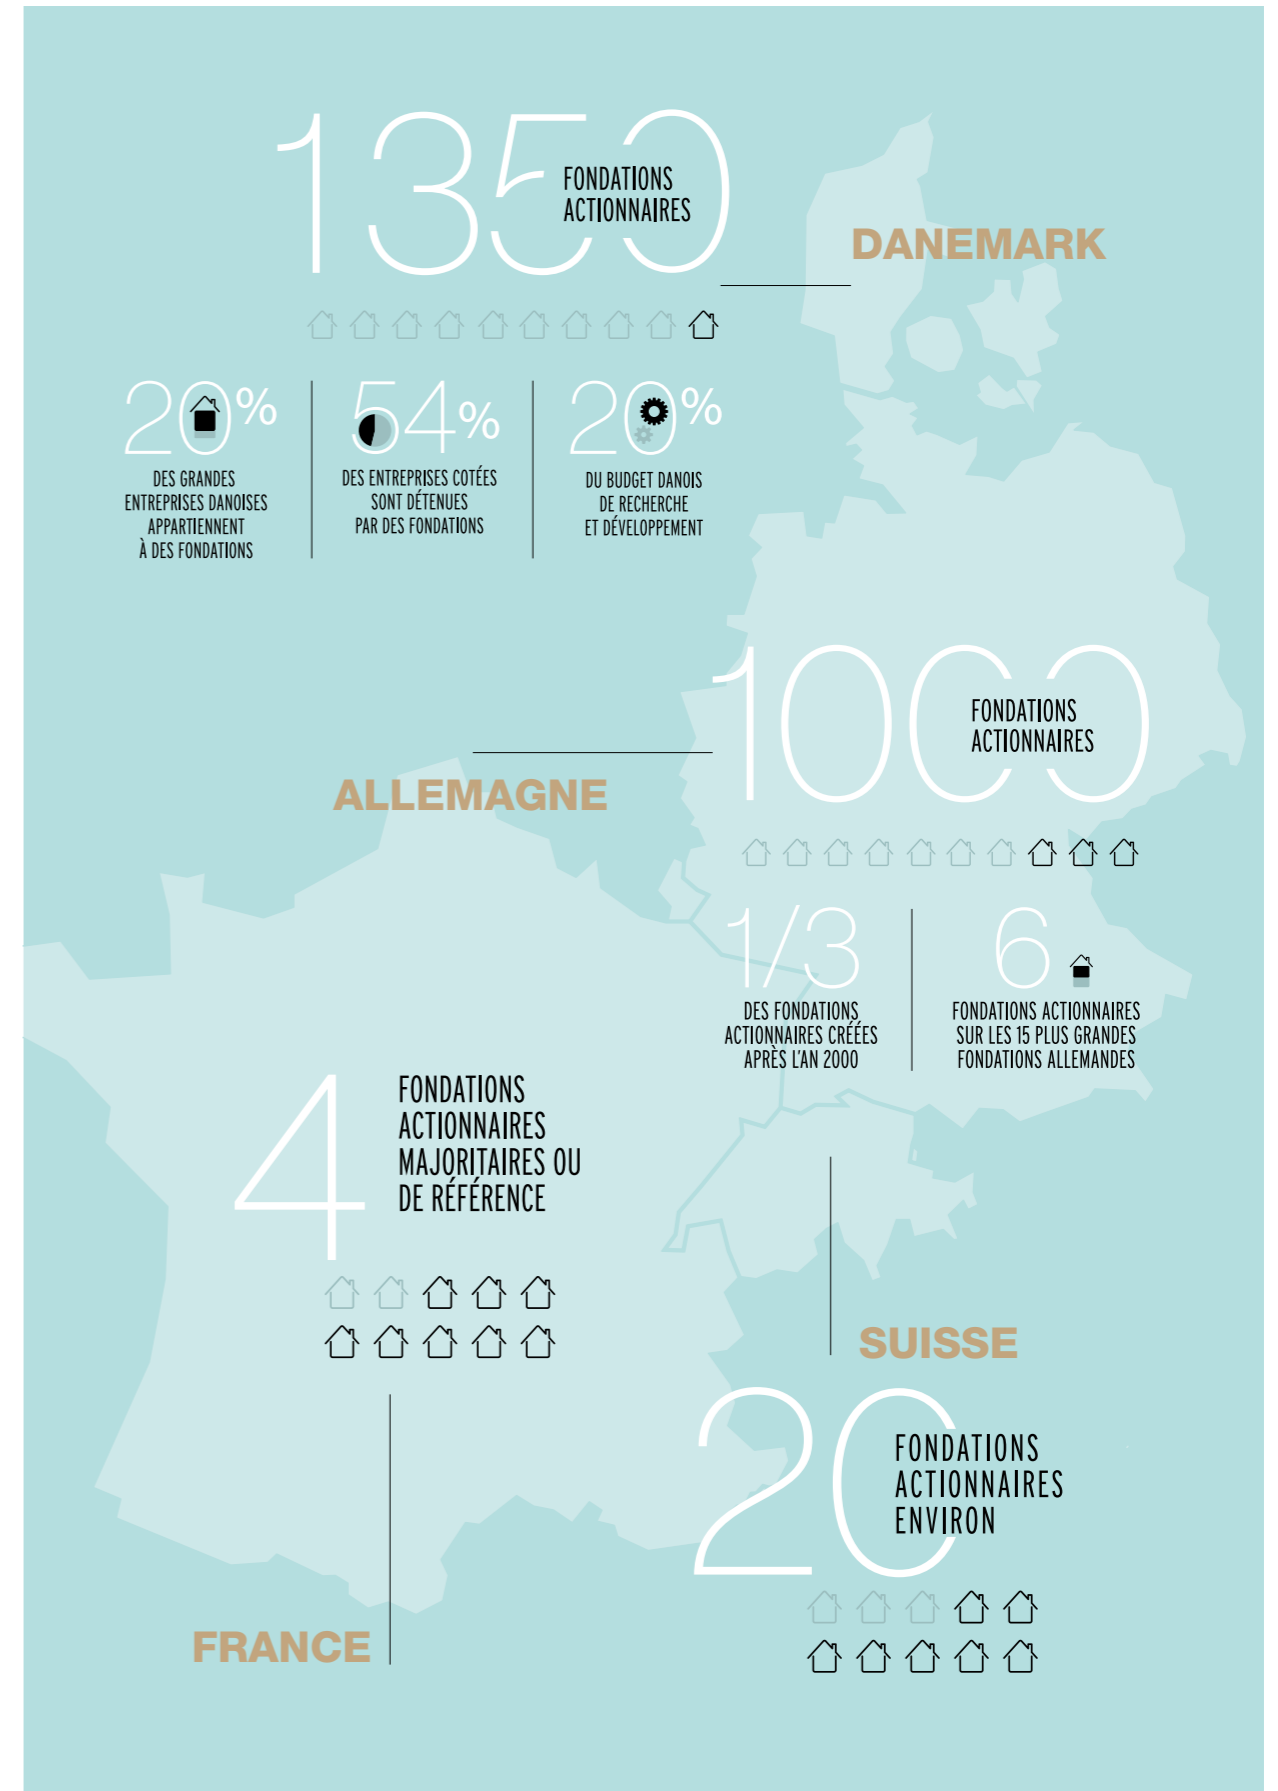 1350
FONDATIONS
ACTIONNAIRES
DANEMARK
20%
DES GRANDES
ENTREPRISES DANOISES
APPARTIENNENT
À DES FONDATIONS
54%
DES ENTREPRISES COTÉES
SONT DÉTENUES
PAR DES FONDATIONS
20%
DU BUDGET DANOIS
DE RECHERCHE
ET DÉVELOPPEMENT
1000
FONDATIONS
ACTIONNAIRES
ALLEMAGNE
1/3
DES FONDATIONS
ACTIONNAIRES CRÉÉES
APRÈS L'AN 2000
6
FONDATIONS ACTIONNAIRES
SUR LES 15 PLUS GRANDES
FONDATIONS ALLEMANDES
4
FONDATIONS
ACTIONNAIRES
MAJORITAIRES OU
DE RÉFÉRENCE
SUISSE
20
FONDATIONS
ACTIONNAIRES
ENVIRON
FRANCE